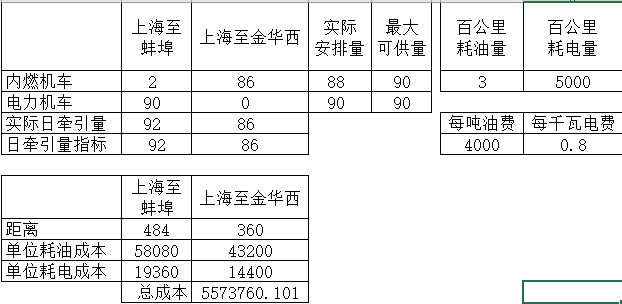 上海至
蚌埠
上海至金华西
实际
安排量
最大
可供量
百公里
耗油量
百公里
耗电量
内燃机车 2 86 88 90 3 5000
电力机车 90 0 90 90
实际日牵引量 92 86 每吨油费 每千瓦电费
日牵引量指标 92 86 4000 0.8
上海至
蚌埠
上海至金华西
距离 484 360
单位耗油成本 58080 43200
单位耗电成本 19360 14400
总成本 5573760.101